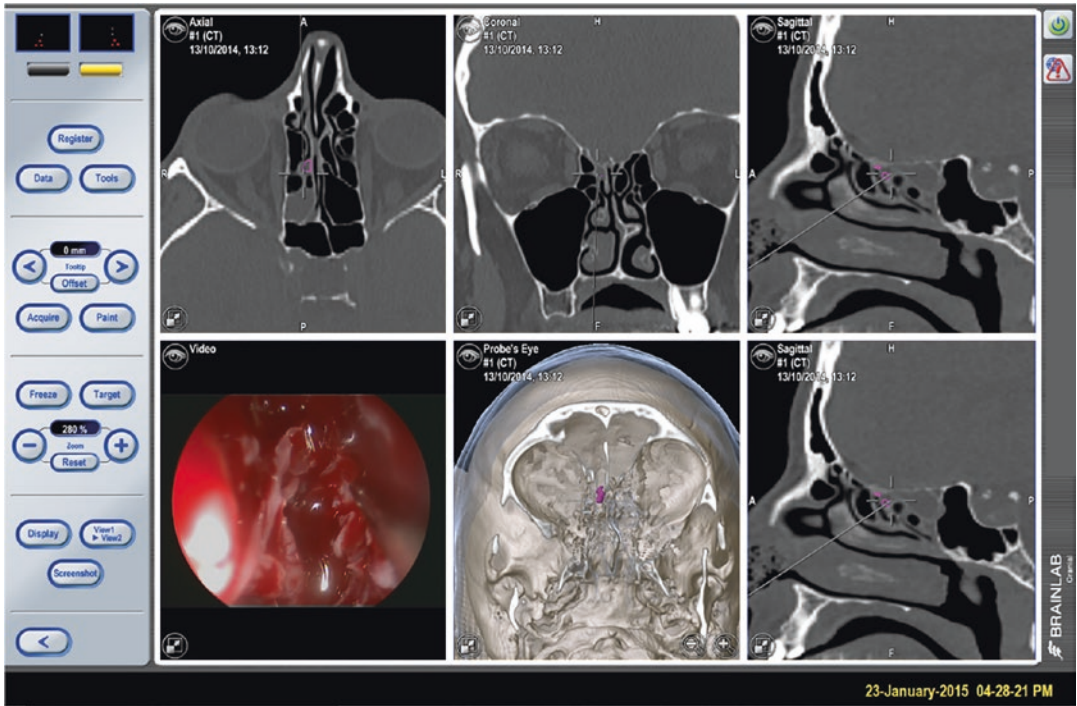 Register
Data
Tools
0 mm
Tooltip
Offset
Acquire
Paint
Freeze
Target
280 %
Zoom
Reset
Display
View1
▶ View2
Screenshot
Axial
#1 (CT)
13/10/2014, 13:12
A
R
L
P
Coronal
#1 (CT)
13/10/2014, 13:12
H
R
L
F
Sagittal
#1 (CT)
13/10/2014, 13:12
H
A
P
F
Video
Probe's Eye
#1 (CT)
13/10/2014, 13:12
Sagittal
#1 (CT)
13/10/2014, 13:12
H
A
P
F
BRAINLAB
Cranial
23-January-2015 04-28-21 PM